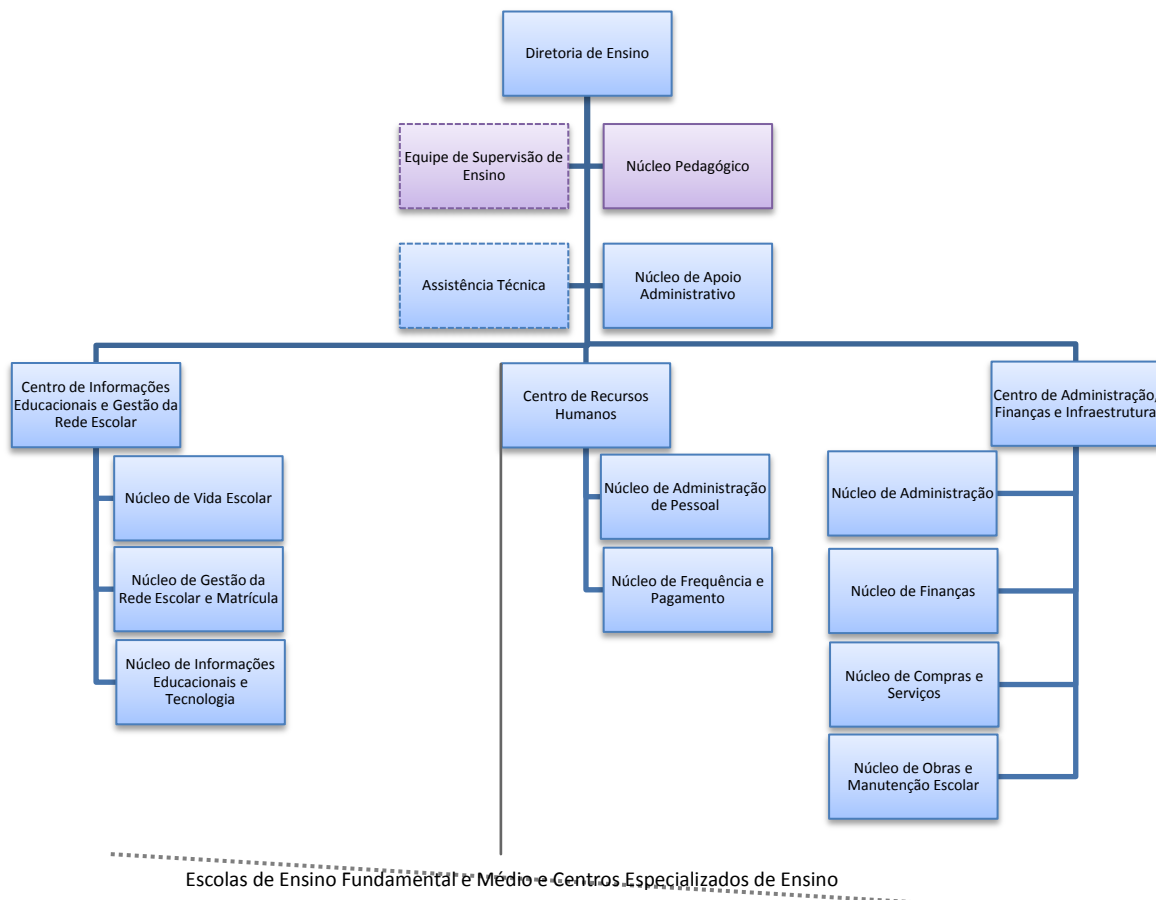 Diretoria de Ensino
Equipe de Supervisão de
Ensino
Núcleo Pedagógico
Assistência Técnica
Núcleo de Apoio
Administrativo
Centro de Informações
Educacionais e Gestão da
Rede Escolar
Centro de Recursos
Humanos
Centro de Administração,
Finanças e Infraestrutura
Núcleo de Vida Escolar
Núcleo de Gestão da
Rede Escolar e Matrícula
Núcleo de Informações
Educacionais e
Tecnologia
Núcleo de Administração
de Pessoal
Núcleo de Frequência e
Pagamento
Núcleo de Administração
Núcleo de Finanças
Núcleo de Compras e
Serviços
Núcleo de Obras e
Manutenção Escolar
Escolas de Ensino Fundamental e Médio e Centros Especializados de Ensino